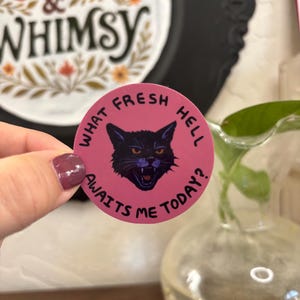 &
WHIMSY
WHAT FRESH HELL
AWAITS ME TODAY?